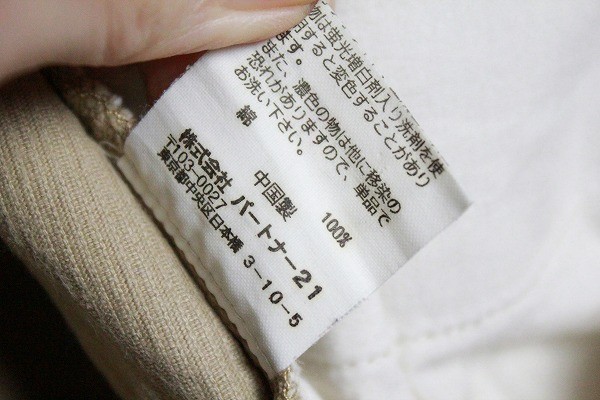 物は蛍光増白剤入り洗剤を使
用すると変色することがあり
ます。
また、濃色の物は他に移染の
恐れがありますので、単品で
お洗い下さい。
綿 100%
中国製
株式会社 パートナー21
〒103-0027
東京都中央区日本橋 3-10-5